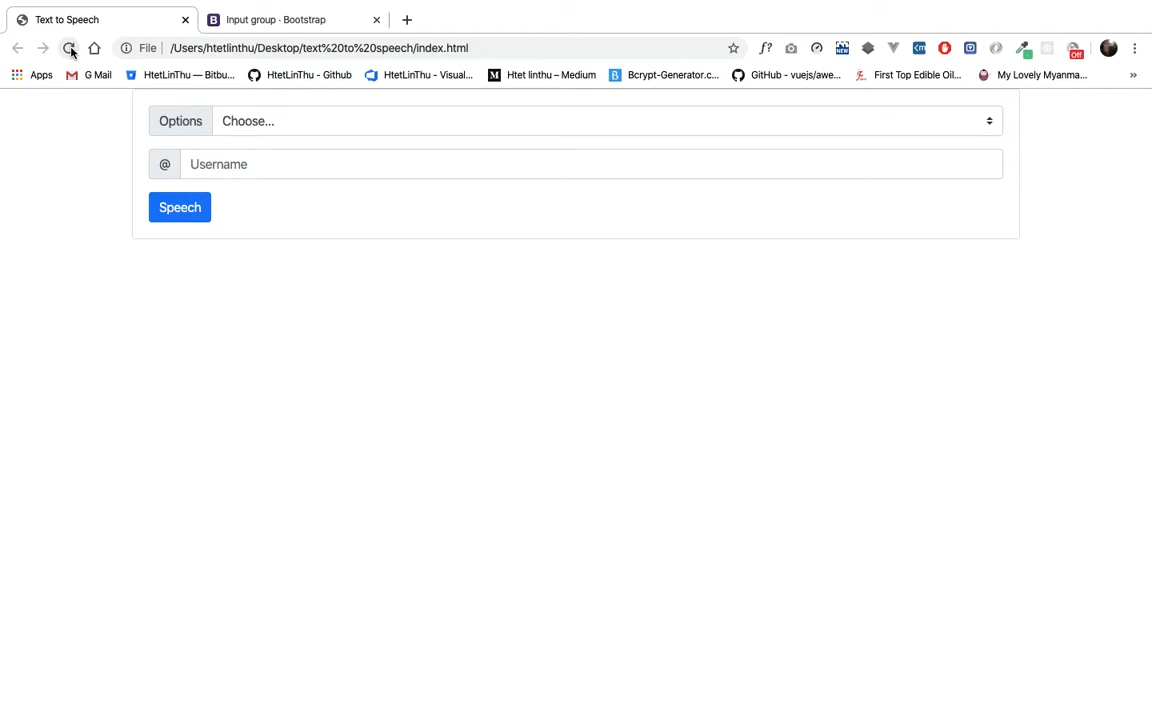 Text to Speech
Input group · Bootstrap
File
/Users/htetlinthu/Desktop/text%20to%20speech/index.html
f?
NEW
Off
Apps
G Mail
HtetLinThu — Bitbu...
HtetLinThu - Github
HtetLinThu - Visual...
M
Htet linthu – Medium
B
Bcrypt-Generator.c...
GitHub - vuejs/awe...
First Top Edible Oil...
My Lovely Myanma...
»
Options
Choose...
@
Username
Speech